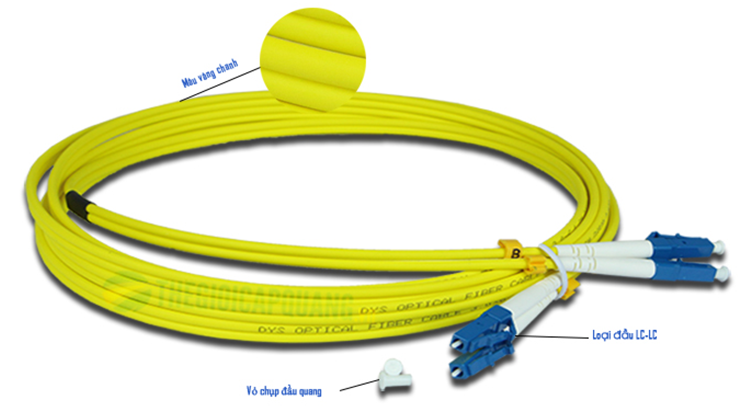 Màu vàng chanh
B
THEGIOICAPQUANG
DYS OPTICAL FIBER CABLE
DYS OPTICAL FIBER CABLE
Loại đầu LC-LC
Vỏ chụp đầu quang